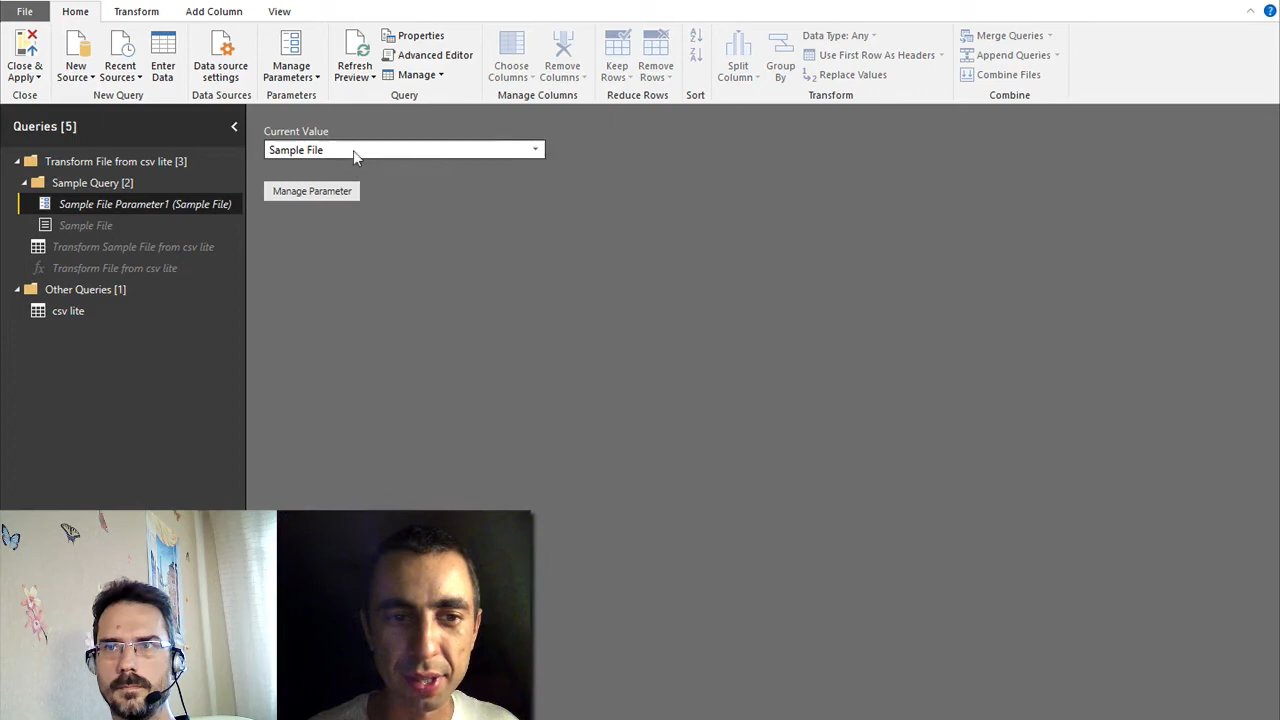 File Home Transform Add Column View
Close & Apply
New Source
Recent Sources
Enter Data
Data source settings
Manage Parameters
Refresh Preview
Properties
Advanced Editor
Manage
Choose Columns
Remove Columns
Keep Rows
Remove Rows
Split Column
Group By
Data Type: Any
Use First Row As Headers
Replace Values
Merge Queries
Append Queries
Combine Files
Close New Query Data Sources Parameters Query Manage Columns Reduce Rows Sort Transform Combine
Queries [5]
Transform File from csv lite [3]
Sample Query [2]
Sample File Parameter1 (Sample File)
Sample File
Transform Sample File from csv lite
fx Transform File from csv lite
Other Queries [1]
csv lite
Current Value
Sample File
Manage Parameter